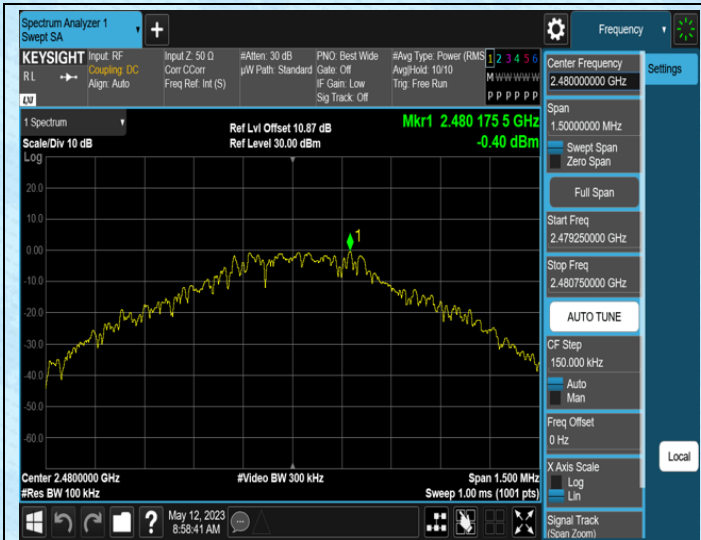 Spectrum Analyzer 1
Swept SA
Frequency
KEYSIGHT
R L
LXI
Input: RF
Coupling: DC
Align: Auto
Input Z: 50 Ω
Corr CCorr
Freq Ref: Int (S)
#Atten: 30 dB
µW Path: Standard
PNO: Best Wide
Gate: Off
IF Gain: Low
Sig Track: Off
#Avg Type: Power (RMS
Avg|Hold: 10/10
Trig: Free Run
1 2 3 4 5 6
M W W W W W
P P P P P P
1 Spectrum
Scale/Div 10 dB
Ref Lvl Offset 10.87 dB
Ref Level 30.00 dBm
Mkr1 2.480 175 5 GHz
-0.40 dBm
Log
20.0
10.0
0.00
-10.0
-20.0
-30.0
-40.0
-50.0
-60.0
1
Center 2.4800000 GHz
#Res BW 100 kHz
#Video BW 300 kHz
Span 1.500 MHz
Sweep 1.00 ms (1001 pts)
?
May 12, 2023
8:58:41 AM
Center Frequency
2.480000000 GHz
Span
1.50000000 MHz
Swept Span
Zero Span
Full Span
Start Freq
2.479250000 GHz
Stop Freq
2.480750000 GHz
AUTO TUNE
CF Step
150.000 kHz
Auto
Man
Freq Offset
0 Hz
X Axis Scale
Log
Lin
Signal Track
(Span Zoom)
Settings
Local